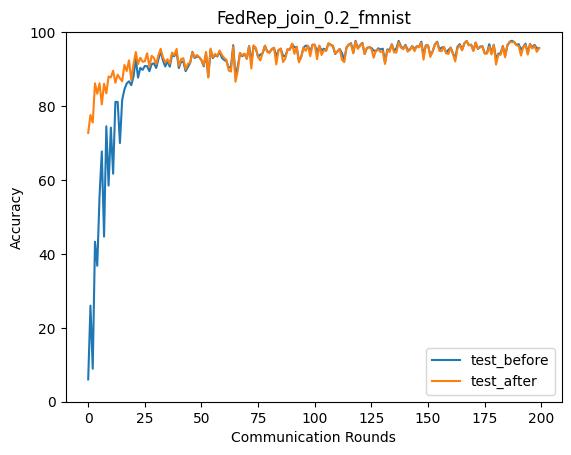 FedRep_join_0.2_fmnist
Accuracy
100
80
60
40
20
0
0 25 50 75 100 125 150 175 200
Communication Rounds
test_before
test_after